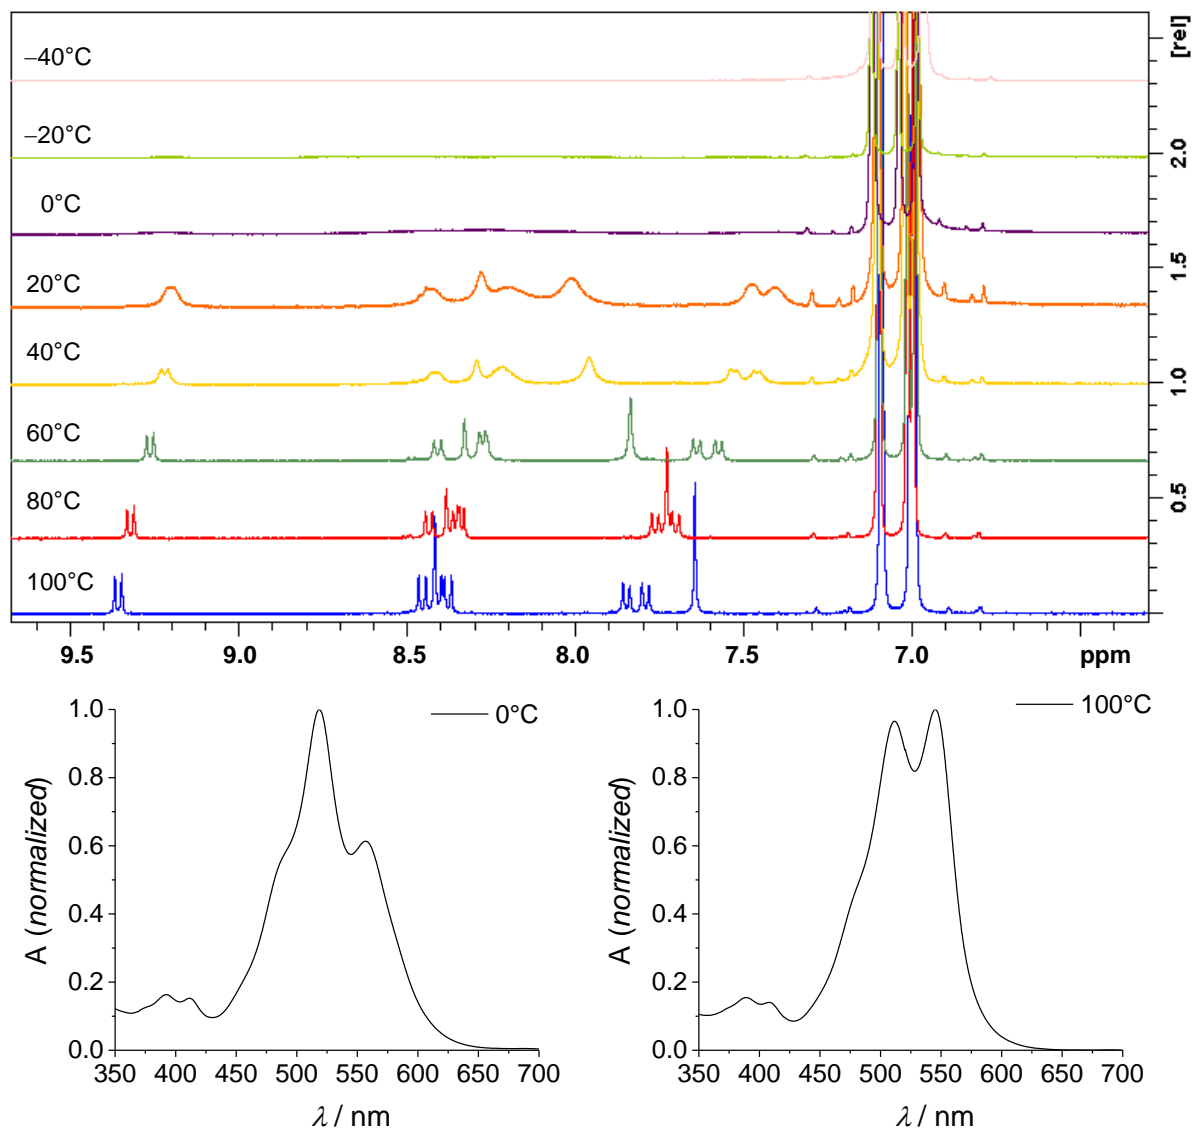 −40°C
[rel]
−20°C
2.0
0°C
20°C
1.5
40°C
1.0
60°C
80°C
0.5
100°C
9.5 9.0 8.5 8.0 7.5 7.0 ppm
1.0 0°C
0.8
0.6
0.4
0.2
0.0
A (normalized)
350 400 450 500 550 600 650 700
λ / nm
1.0 100°C
0.8
0.6
0.4
0.2
0.0
A (normalized)
350 400 450 500 550 600 650 700
λ / nm